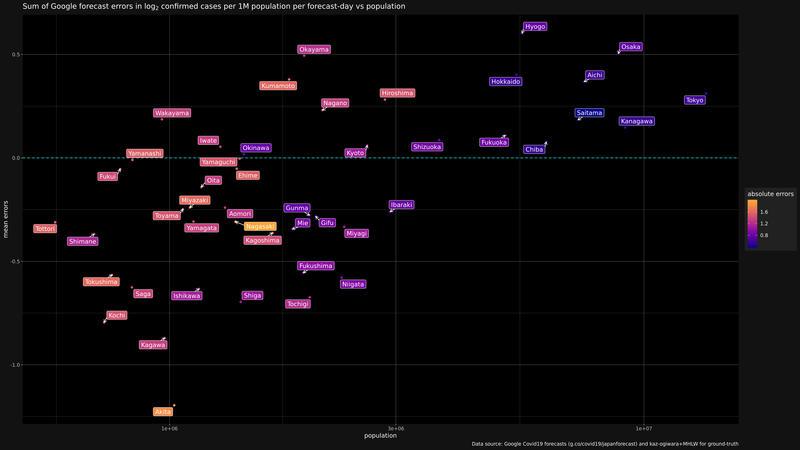 Sum of Google forecast errors in log₂ confirmed cases per 1M population per forecast-day vs population
Hyogo
Osaka
Okayama
Aichi
Hokkaido
Kumamoto
Hiroshima
Tokyo
Nagano
Wakayama
Saitama
Kanagawa
Iwate
Fukuoka
Okinawa
Shizuoka
Chiba
Yamanashi
Kyoto
Yamaguchi
Ehime
Fukui
Oita
Miyazaki
Ibaraki
Gunma
Toyama
Aomori
Mie
Gifu
Nagasaki
Tottori
Yamagata
Miyagi
Shimane
Kagoshima
Fukushima
Tokushima
Niigata
Saga
Ishikawa
Shiga
Tochigi
Kochi
Kagawa
Akita
0.5
0.0
-0.5
-1.0
mean errors
1e+06
3e+06
1e+07
population
absolute errors
1.6
1.2
0.8
Data source: Google Covid19 forecasts (g.co/covid19/japanforecast) and kaz-ogiwara+MHLW for ground-truth